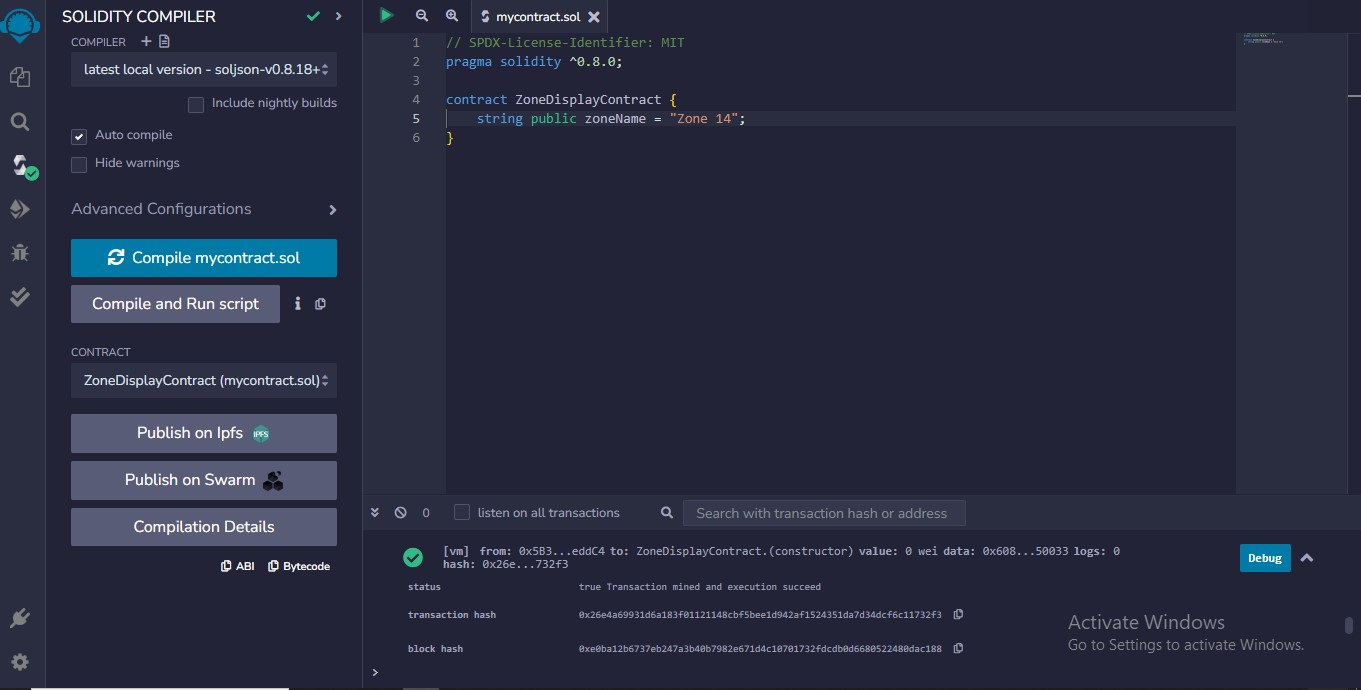 SOLIDITY COMPILER
COMPILER
latest local version - soljson-v0.8.18+
Include nightly builds
Auto compile
Hide warnings
Advanced Configurations
Compile mycontract.sol
Compile and Run script
CONTRACT
ZoneDisplayContract (mycontract.sol)
Publish on Ipfs IPFS
Publish on Swarm
Compilation Details
ABI Bytecode
mycontract.sol
1 // SPDX-License-Identifier: MIT
2 pragma solidity ^0.8.0;
3
4 contract ZoneDisplayContract {
5 string public zoneName = "Zone 14";
6 }
0 listen on all transactions Search with transaction hash or address
[vm] from: 0x5B3...eddC4 to: ZoneDisplayContract.(constructor) value: 0 wei data: 0x608...50033 logs: 0
hash: 0x26e...732f3
Debug
status true Transaction mined and execution succeed
transaction hash 0x26e4a69931d6a183f01121148cbf5bee1d942af1524351da7d34dcf6c11732f3
block hash 0xe0ba12b6737eb247a3b40b7982e671d4c10701732fdcdb0d6680522480dac188
>
Activate Windows
Go to Settings to activate Windows.